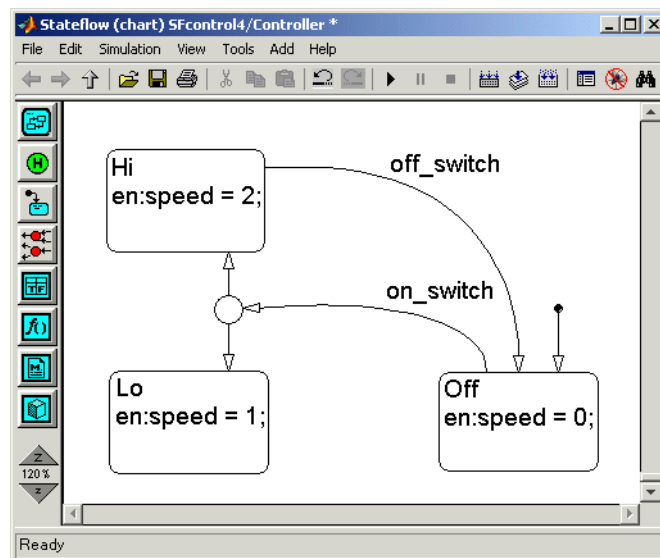 Stateflow (chart) SFcontrol4/Controller *
File Edit Simulation View Tools Add Help
Hi
en:speed = 2;
off_switch
on_switch
Lo
en:speed = 1;
Off
en:speed = 0;
H
TF
f()
M
Z
120%
z
Ready